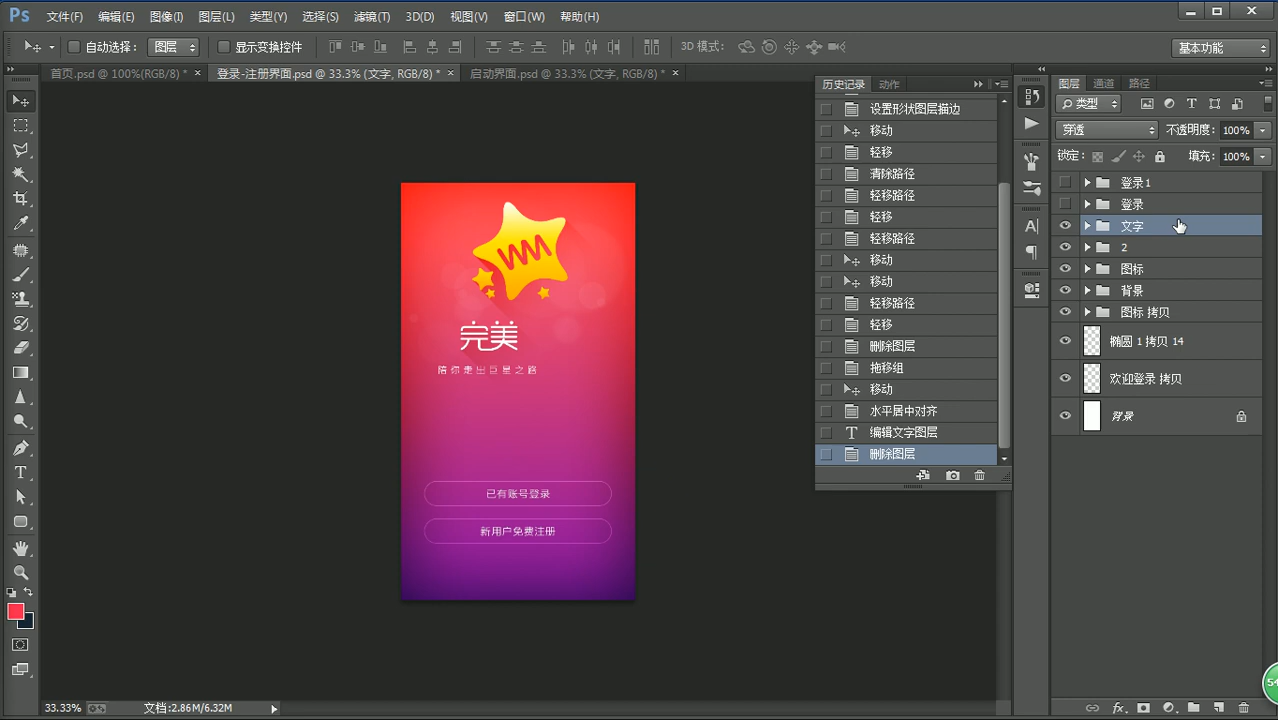 Ps 文件(F) 编辑(E) 图像(I) 图层(L) 类型(Y) 选择(S) 滤镜(T) 3D(D) 视图(V) 窗口(W) 帮助(H)
自动选择: 图层 显示变换控件 3D 模式: 基本功能
首页.psd @ 100%(RGB/8) * × 登录-注册界面.psd @ 33.3% (文字, RGB/8) * × 启动界面.psd @ 33.3% (文字, RGB/8) * ×
历史记录 动作
设置形状图层描边
移动
轻移
清除路径
轻移路径
轻移
轻移路径
移动
移动
轻移路径
轻移
删除图层
拖移组
移动
水平居中对齐
编辑文字图层
删除图层
图层 通道 路径
类型
穿透 不透明度: 100%
锁定: 填充: 100%
登录1
登录
文字
2
图标
背景
图标 拷贝
椭圆 1 拷贝 14
欢迎登录 拷贝
背景
WM
完美
陪你走出巨星之路
已有账号登录
新用户免费注册
33.33% 文档:2.86M/6.32M
54